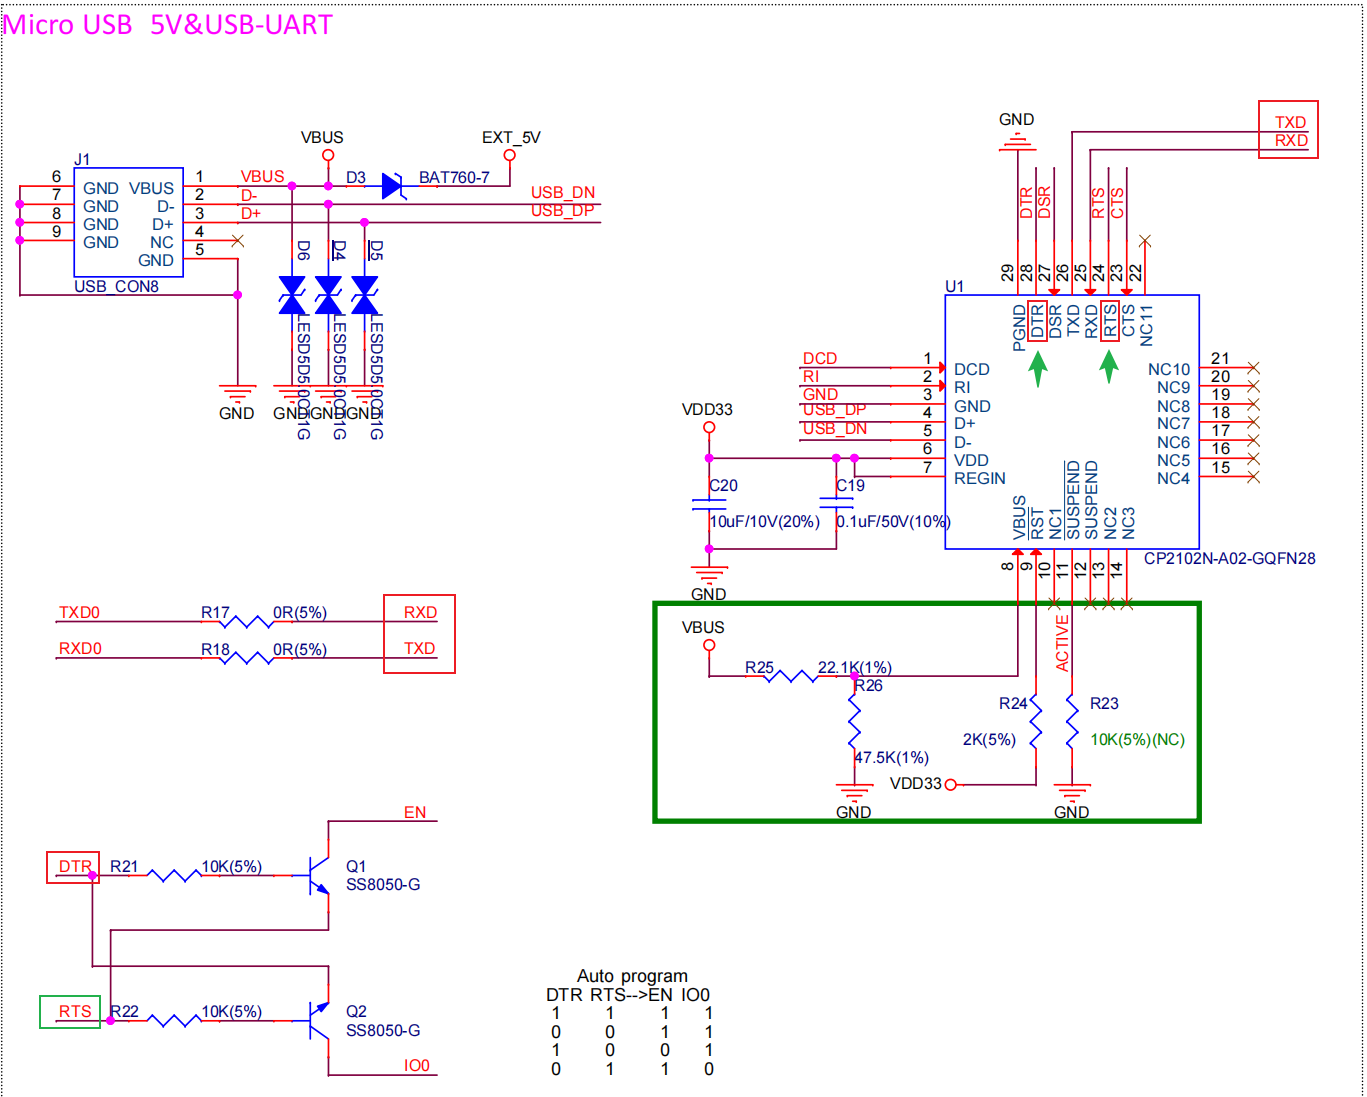 Micro USB 5V&USB-UART
VBUS
EXT_5V
J1
6 GND VBUS 1 VBUS
7 GND D- 2 D-
8 GND D+ 3 D+
9 GND NC 4
GND 5
USB_CON8
D3 BAT760-7
USB_DN
USB_DP
D6
D4
D5
LESD5D5.0CT1G
LESD5D5.0CT1G
LESD5D5.0CT1G
GND
GND
GND
GND
GND
TXD
RXD
DTR
DSR
RTS
CTS
29
28
27
26
25
24
23
22
U1
PGND
DTR
DSR
TXD
RXD
RTS
CTS
NC11
DCD 1 DCD
RI 2 RI
GND 3 GND
USB_DP 4 D+
USB_DN 5 D-
6 VDD
7 REGIN
NC10 21
NC9 20
NC8 19
NC7 18
NC6 17
NC5 16
NC4 15
VBUS
RST
NC1
SUSPEND
SUSPEND
NC2
NC3
8
9
10
11
12
13
14
CP2102N-A02-GQFN28
VDD33
C20
10uF/10V(20%)
C19
0.1uF/50V(10%)
GND
TXD0 R17 0R(5%) RXD
RXD0 R18 0R(5%) TXD
VBUS
R25 22.1K(1%)
R26
47.5K(1%)
GND
ACTIVE
R24
2K(5%)
VDD33
R23
10K(5%)(NC)
GND
EN
DTR R21 10K(5%) Q1
SS8050-G
RTS R22 10K(5%) Q2
SS8050-G
IO0
Auto program
DTR RTS-->EN IO0
1 1 1 1
0 0 1 1
1 0 0 1
0 1 1 0